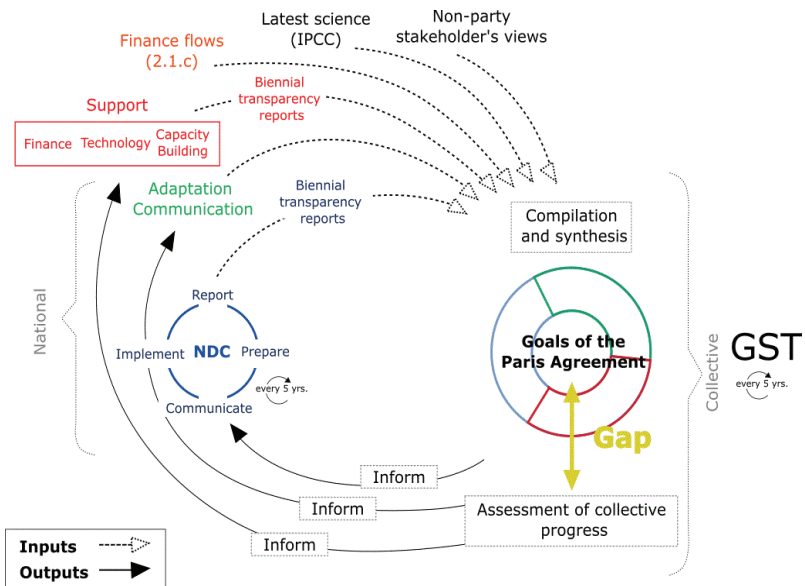 Finance flows
(2.1.c)
Latest science
(IPCC)
Non-party
stakeholder's views
Support
Finance
Technology
Capacity
Building
Biennial
transparency
reports
Adaptation
Communication
Biennial
transparency
reports
Compilation
and synthesis
National
Report
Implement
NDC
Prepare
Communicate
every 5 yrs.
Goals of the
Paris Agreement
Gap
Collective
GST
every 5 yrs.
Inform
Inform
Inform
Assessment of collective
progress
Inputs
Outputs